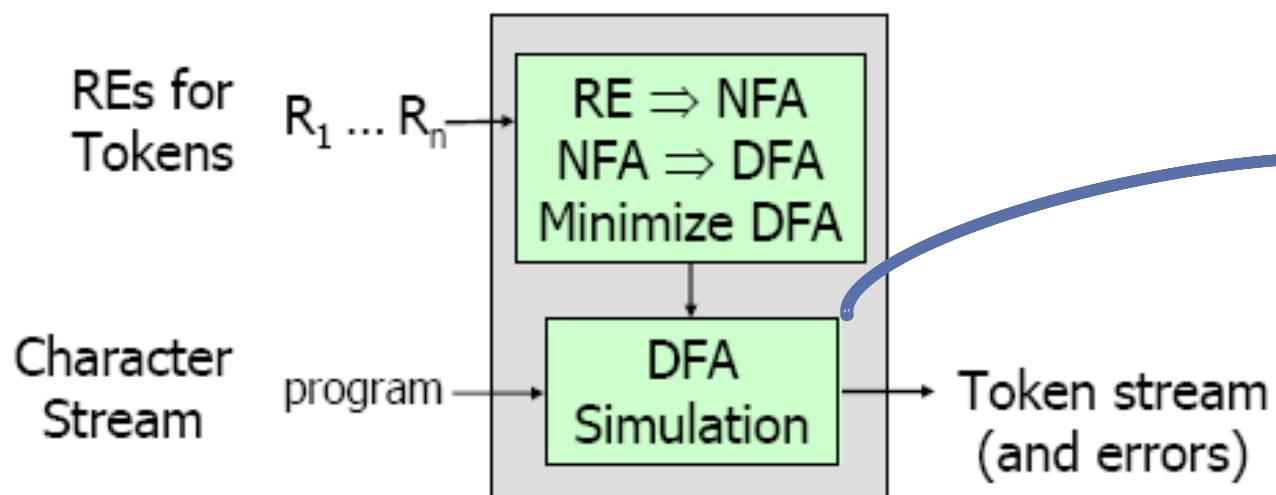 REs for
Tokens
R₁ ... Rₙ
RE ⇒ NFA
NFA ⇒ DFA
Minimize DFA
Character
Stream
program
DFA
Simulation
Token stream
(and errors)